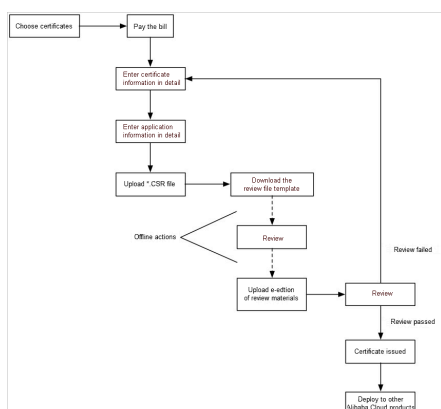 Choose certificates
Pay the bill
Enter certificate
information in detail
Enter application
information in detail
Upload *.CSR file
Download the
review file template
Offline actions
Review
Review failed
Upload e-edtion
of review materials
Review
Review passed
Certificate issued
Deploy to other
Alibaba Cloud products